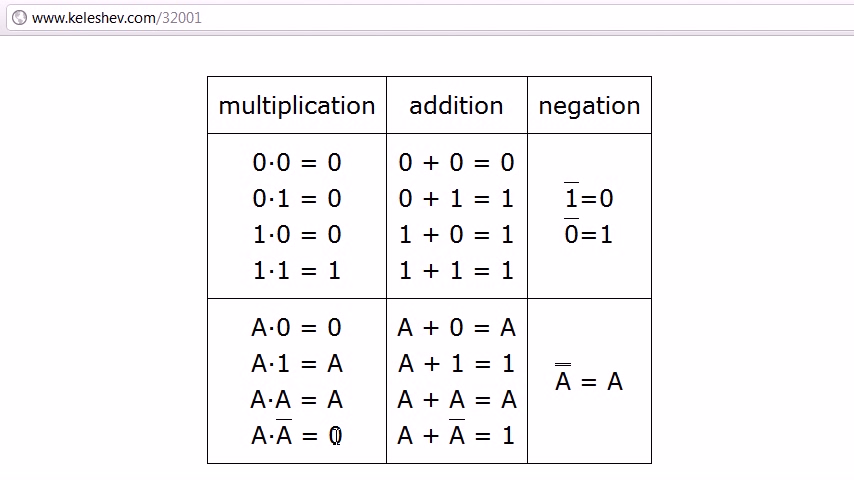 www.keleshev.com/32001
multiplication addition negation
0·0 = 0
0·1 = 0
1·0 = 0
1·1 = 1
0 + 0 = 0
0 + 1 = 1
1 + 0 = 1
1 + 1 = 1
1̅=0
0̅=1
A·0 = 0
A·1 = A
A·A = A
A·A̅ = 0
A + 0 = A
A + 1 = 1
A + A = A
A + A̅ = 1
A̿ = A